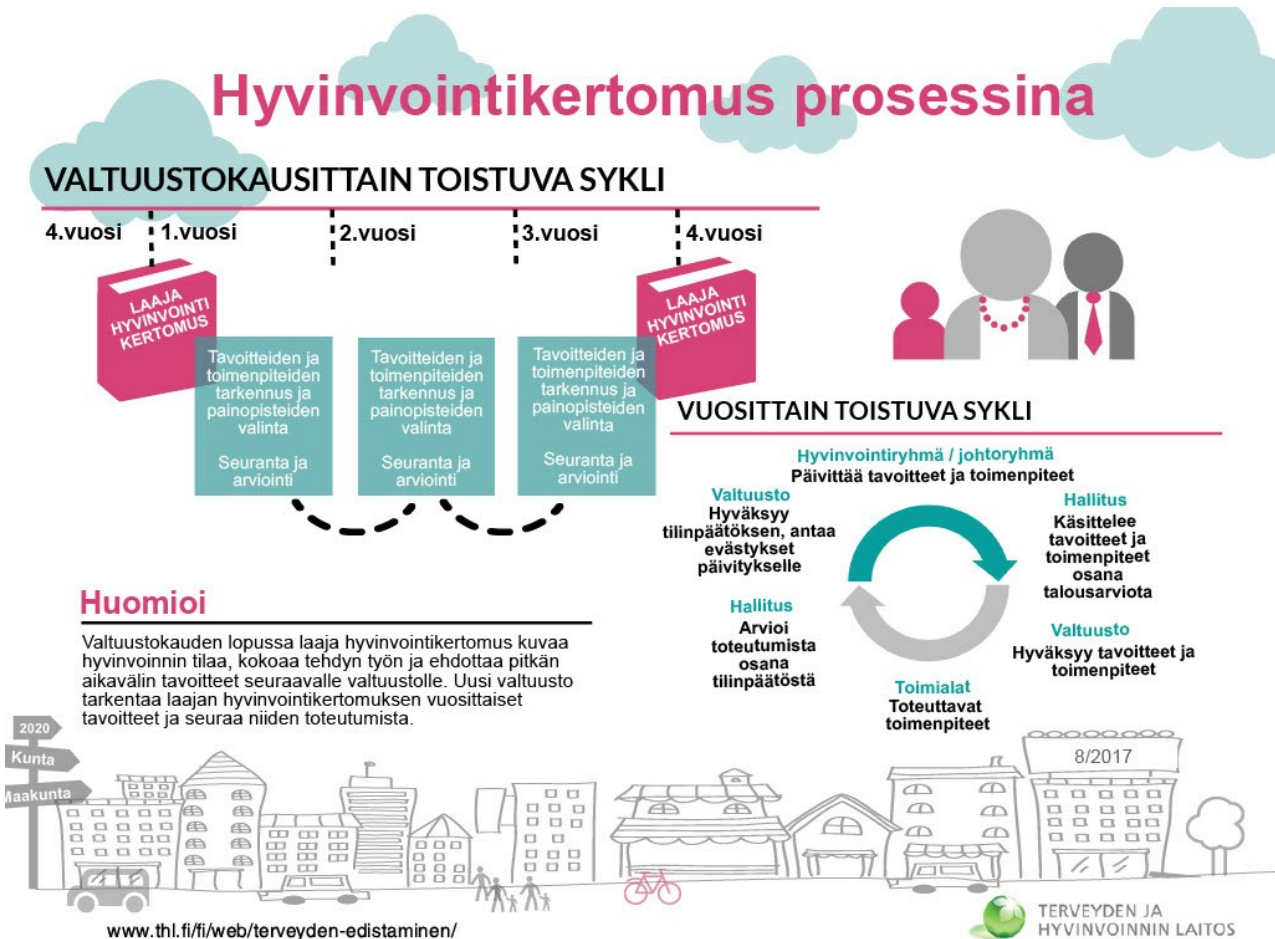 Hyvinvointikertomus prosessina
VALTUUSTOKAUSITTAIN TOISTUVA SYKLI
4.vuosi
1.vuosi
2.vuosi
3.vuosi
4.vuosi
LAAJA
HYVINVOINTI
KERTOMUS
LAAJA
HYVINVOINTI
KERTOMUS
Tavoitteiden ja
toimenpiteiden
tarkennus ja
painopisteiden
valinta
Seuranta ja
arviointi
Tavoitteiden ja
toimenpiteiden
tarkennus ja
painopisteiden
valinta
Seuranta ja
arviointi
Tavoitteiden ja
toimenpiteiden
tarkennus ja
painopisteiden
valinta
Seuranta ja
arviointi
VUOSITTAIN TOISTUVA SYKLI
Hyvinvointiryhmä / johtoryhmä
Päivittää tavoitteet ja toimenpiteet
Hallitus
Käsittelee
tavoitteet ja
toimenpiteet
osana
talousarviota
Valtuusto
Hyväksyy tavoitteet ja
toimenpiteet
Toimialat
Toteuttavat
toimenpiteet
Hallitus
Arvioi
toteutumista
osana
tilinpäätöstä
Valtuusto
Hyväksyy
tilinpäätöksen, antaa
evästykset
päivitykselle
Huomioi
Valtuustokauden lopussa laaja hyvinvointikertomus kuvaa
hyvinvoinnin tilaa, kokoaa tehdyn työn ja ehdottaa pitkän
aikavälin tavoitteet seuraavalle valtuustolle. Uusi valtuusto
tarkentaa laajan hyvinvointikertomuksen vuosittaiset
tavoitteet ja seuraa niiden toteutumista.
2020
Kunta
Maakunta
8/2017
www.thl.fi/fi/web/terveyden-edistaminen/
TERVEYDEN JA
HYVINVOINNIN LAITOS